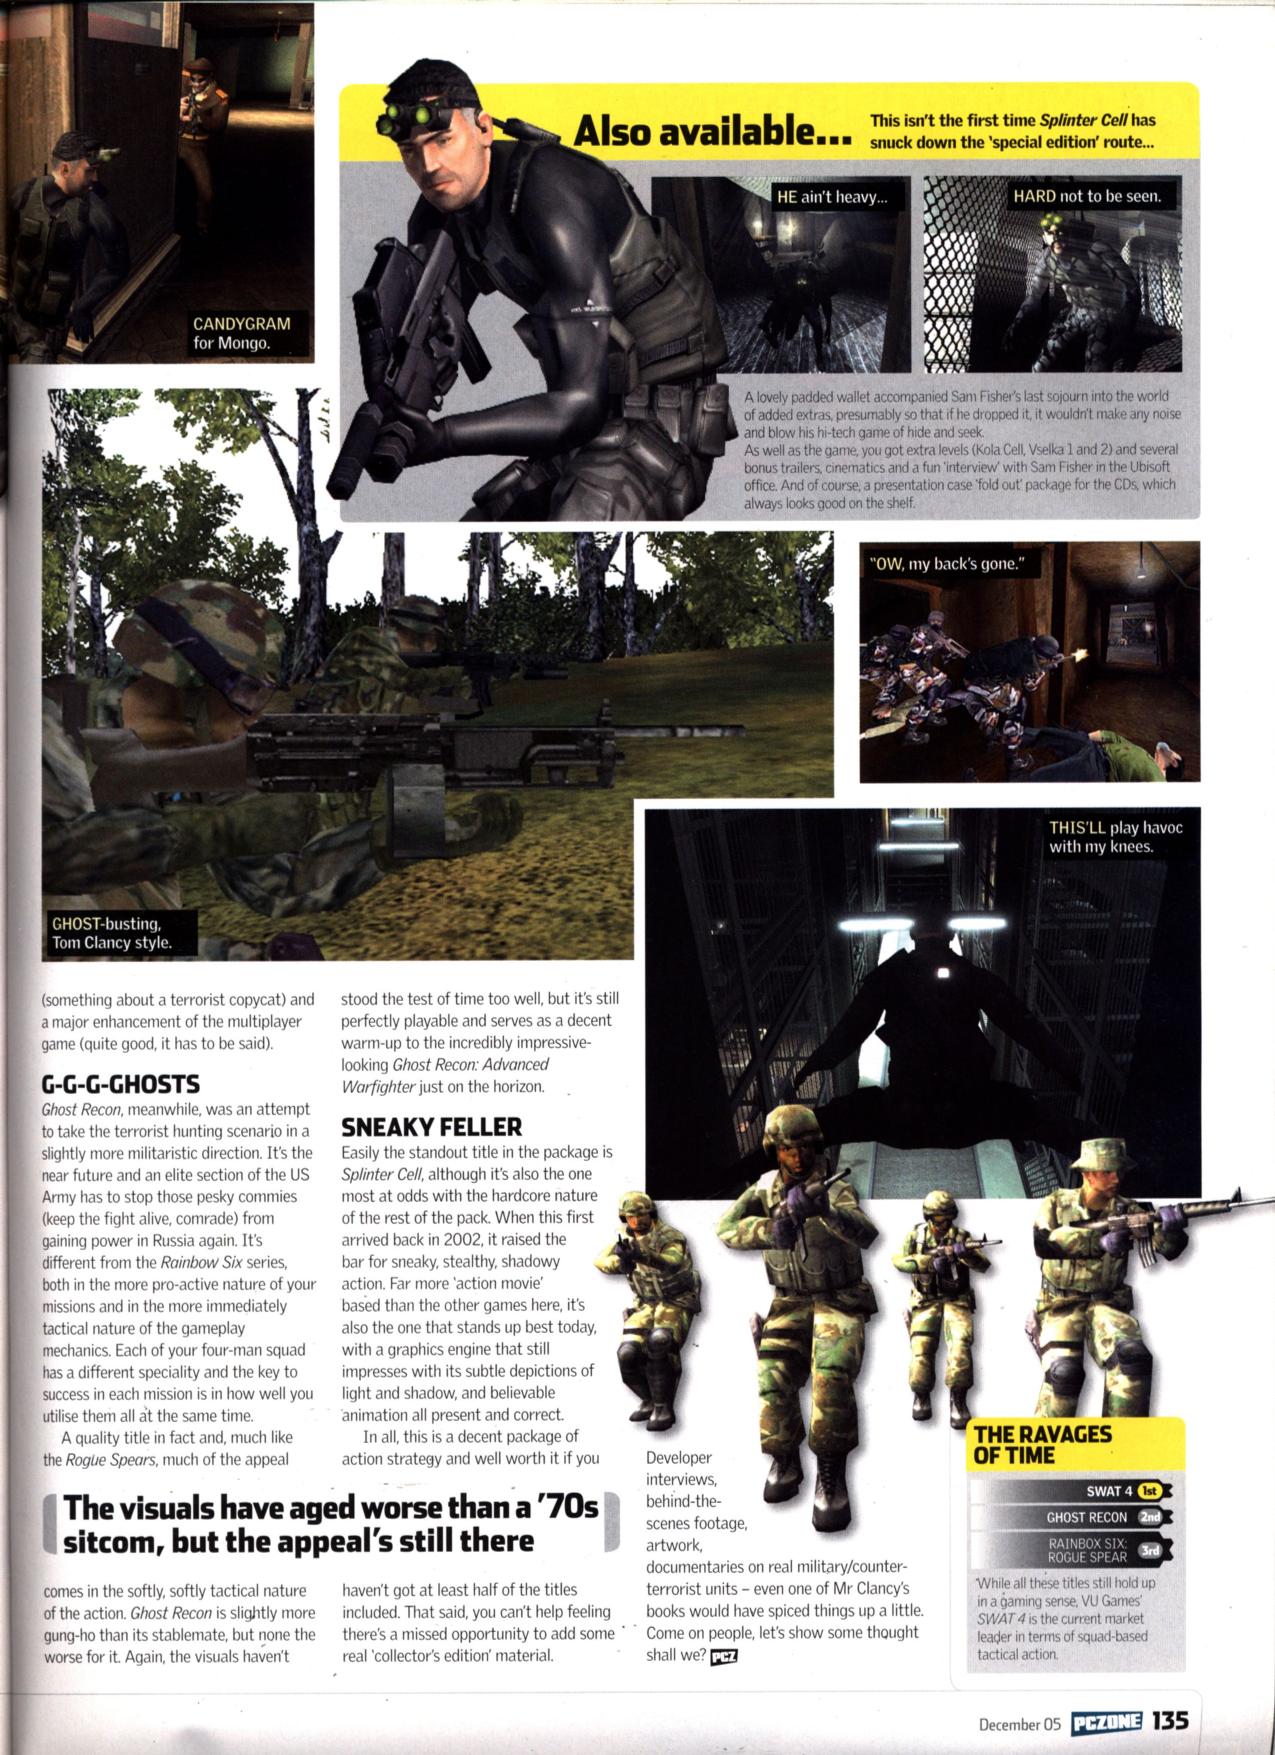 CANDYGRAM
for Mongo.
Also available...
This isn't the first time Splinter Cell has
snuck down the 'special edition' route...
HE ain't heavy...
HARD not to be seen.
A lovely padded wallet accompanied Sam Fisher's last sojourn into the world
of added extras, presumably so that if he dropped it, it wouldn't make any noise
and blow his hi-tech game of hide and seek.
As well as the game, you got extra levels (Kola Cell, Vselka 1 and 2) and several
bonus trailers, cinematics and a fun 'interview' with Sam Fisher in the Ubisoft
office. And of course, a presentation case 'fold out' package for the CDs, which
always looks good on the shelf.
"OW, my back's gone."
GHOST-busting,
Tom Clancy style.
THIS'LL play havoc
with my knees.
(something about a terrorist copycat) and
a major enhancement of the multiplayer
game (quite good, it has to be said).
G-G-G-GHOSTS
Ghost Recon, meanwhile, was an attempt
to take the terrorist hunting scenario in a
slightly more militaristic direction. It's the
near future and an elite section of the US
Army has to stop those pesky commies
(keep the fight alive, comrade) from
gaining power in Russia again. It's
different from the Rainbow Six series,
both in the more pro-active nature of your
missions and in the more immediately
tactical nature of the gameplay
mechanics. Each of your four-man squad
has a different speciality and the key to
success in each mission is in how well you
utilise them all at the same time.
A quality title in fact and, much like
the Rogue Spears, much of the appeal
The visuals have aged worse than a '70s
sitcom, but the appeal's still there
comes in the softly, softly tactical nature
of the action. Ghost Recon is slightly more
gung-ho than its stablemate, but none the
worse for it. Again, the visuals haven't
stood the test of time too well, but it's still
perfectly playable and serves as a decent
warm-up to the incredibly impressive-
looking Ghost Recon: Advanced
Warfighter just on the horizon.
SNEAKY FELLER
Easily the standout title in the package is
Splinter Cell, although it's also the one
most at odds with the hardcore nature
of the rest of the pack. When this first
arrived back in 2002, it raised the
bar for sneaky, stealthy, shadowy
action. Far more 'action movie'
based than the other games here, it's
also the one that stands up best today,
with a graphics engine that still
impresses with its subtle depictions of
light and shadow, and believable
animation all present and correct.
In all, this is a decent package of
action strategy and well worth it if you
haven't got at least half of the titles
included. That said, you can't help feeling
there's a missed opportunity to add some
real 'collector's edition' material.
Developer
interviews,
behind-the-
scenes footage,
artwork,
documentaries on real military/counter-
terrorist units – even one of Mr Clancy's
books would have spiced things up a little.
Come on people, let's show some thought
shall we? PCZ
THE RAVAGES
OF TIME
SWAT 4 1st
GHOST RECON 2nd
RAINBOX SIX:
ROGUE SPEAR 3rd
While all these titles still hold up
in a gaming sense, VU Games'
SWAT 4 is the current market
leader in terms of squad-based
tactical action.
December 05 PCZONE 135